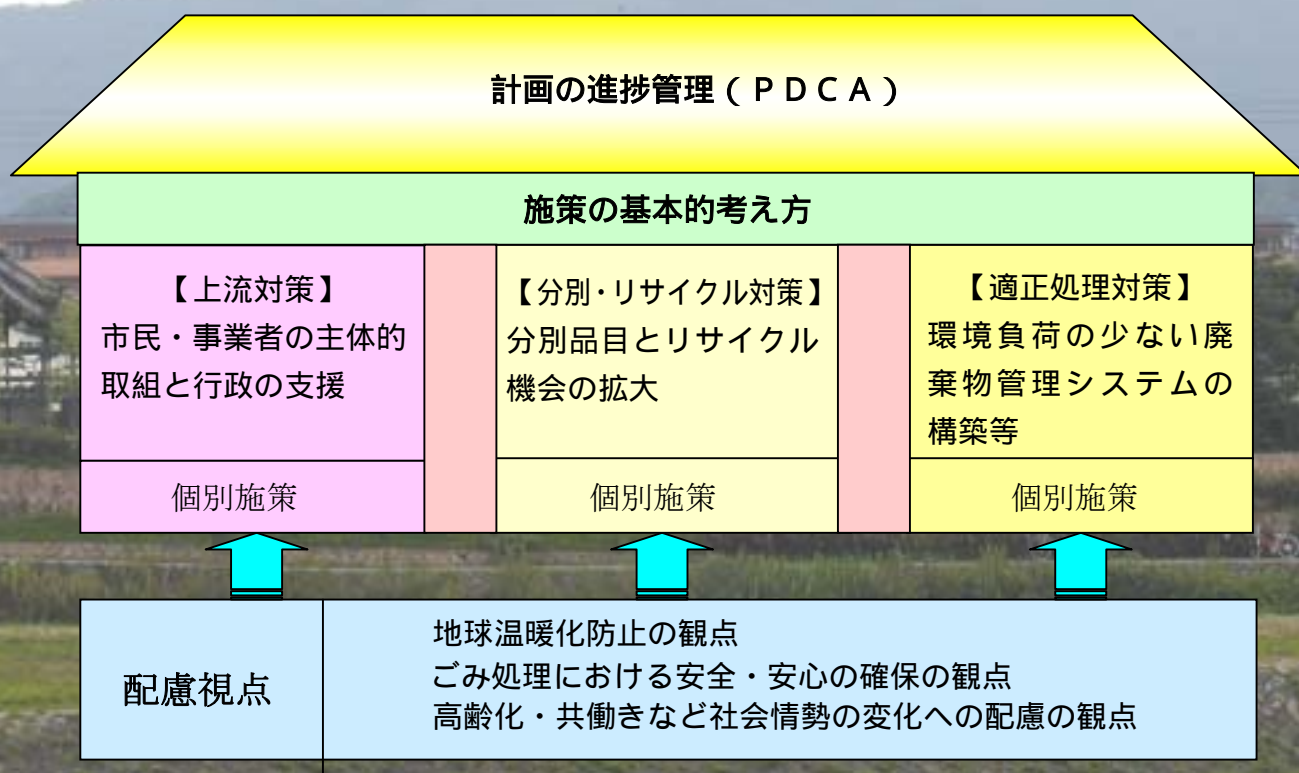 計画の進捗管理(PDCA)
施策の基本的考え方
【上流対策】
市民・事業者の主体的
取組と行政の支援
個別施策
【分別・リサイクル対策】
分別品目とリサイクル
機会の拡大
個別施策
【適正処理対策】
環境負荷の少ない廃
棄物管理システムの
構築等
個別施策
配慮視点
地球温暖化防止の観点
ごみ処理における安全・安心の確保の観点
高齢化・共働きなど社会情勢の変化への配慮の観点